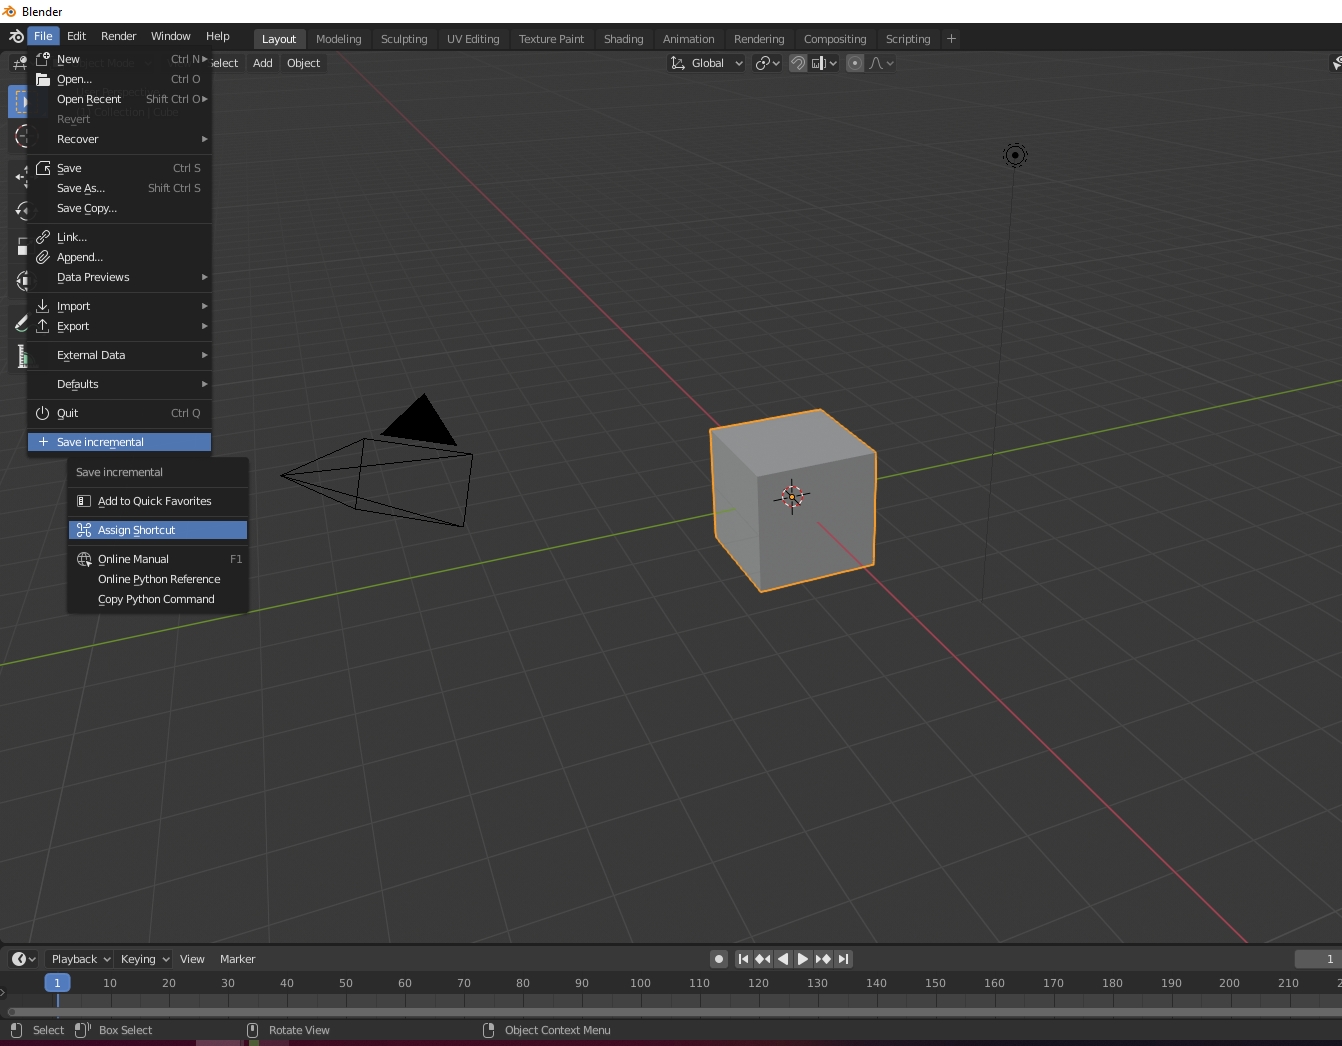 Blender
File Edit Render Window Help
Layout Modeling Sculpting UV Editing Texture Paint Shading Animation Rendering Compositing Scripting +
Select Add Object
Global
New Ctrl N
Open... Ctrl O
Open Recent Shift Ctrl O
Revert
Recover
Save Ctrl S
Save As... Shift Ctrl S
Save Copy...
Link...
Append...
Data Previews
Import
Export
External Data
Defaults
Quit Ctrl Q
Save incremental
Save incremental
Add to Quick Favorites
Assign Shortcut
Online Manual F1
Online Python Reference
Copy Python Command
Playback Keying View Marker
1
1 10 20 30 40 50 60 70 80 90 100 110 120 130 140 150 160 170 180 190 200 210
Select Box Select Rotate View Object Context Menu